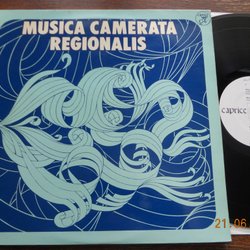 MUSICA CAMERATA
REGIONALIS
caprice
21.06